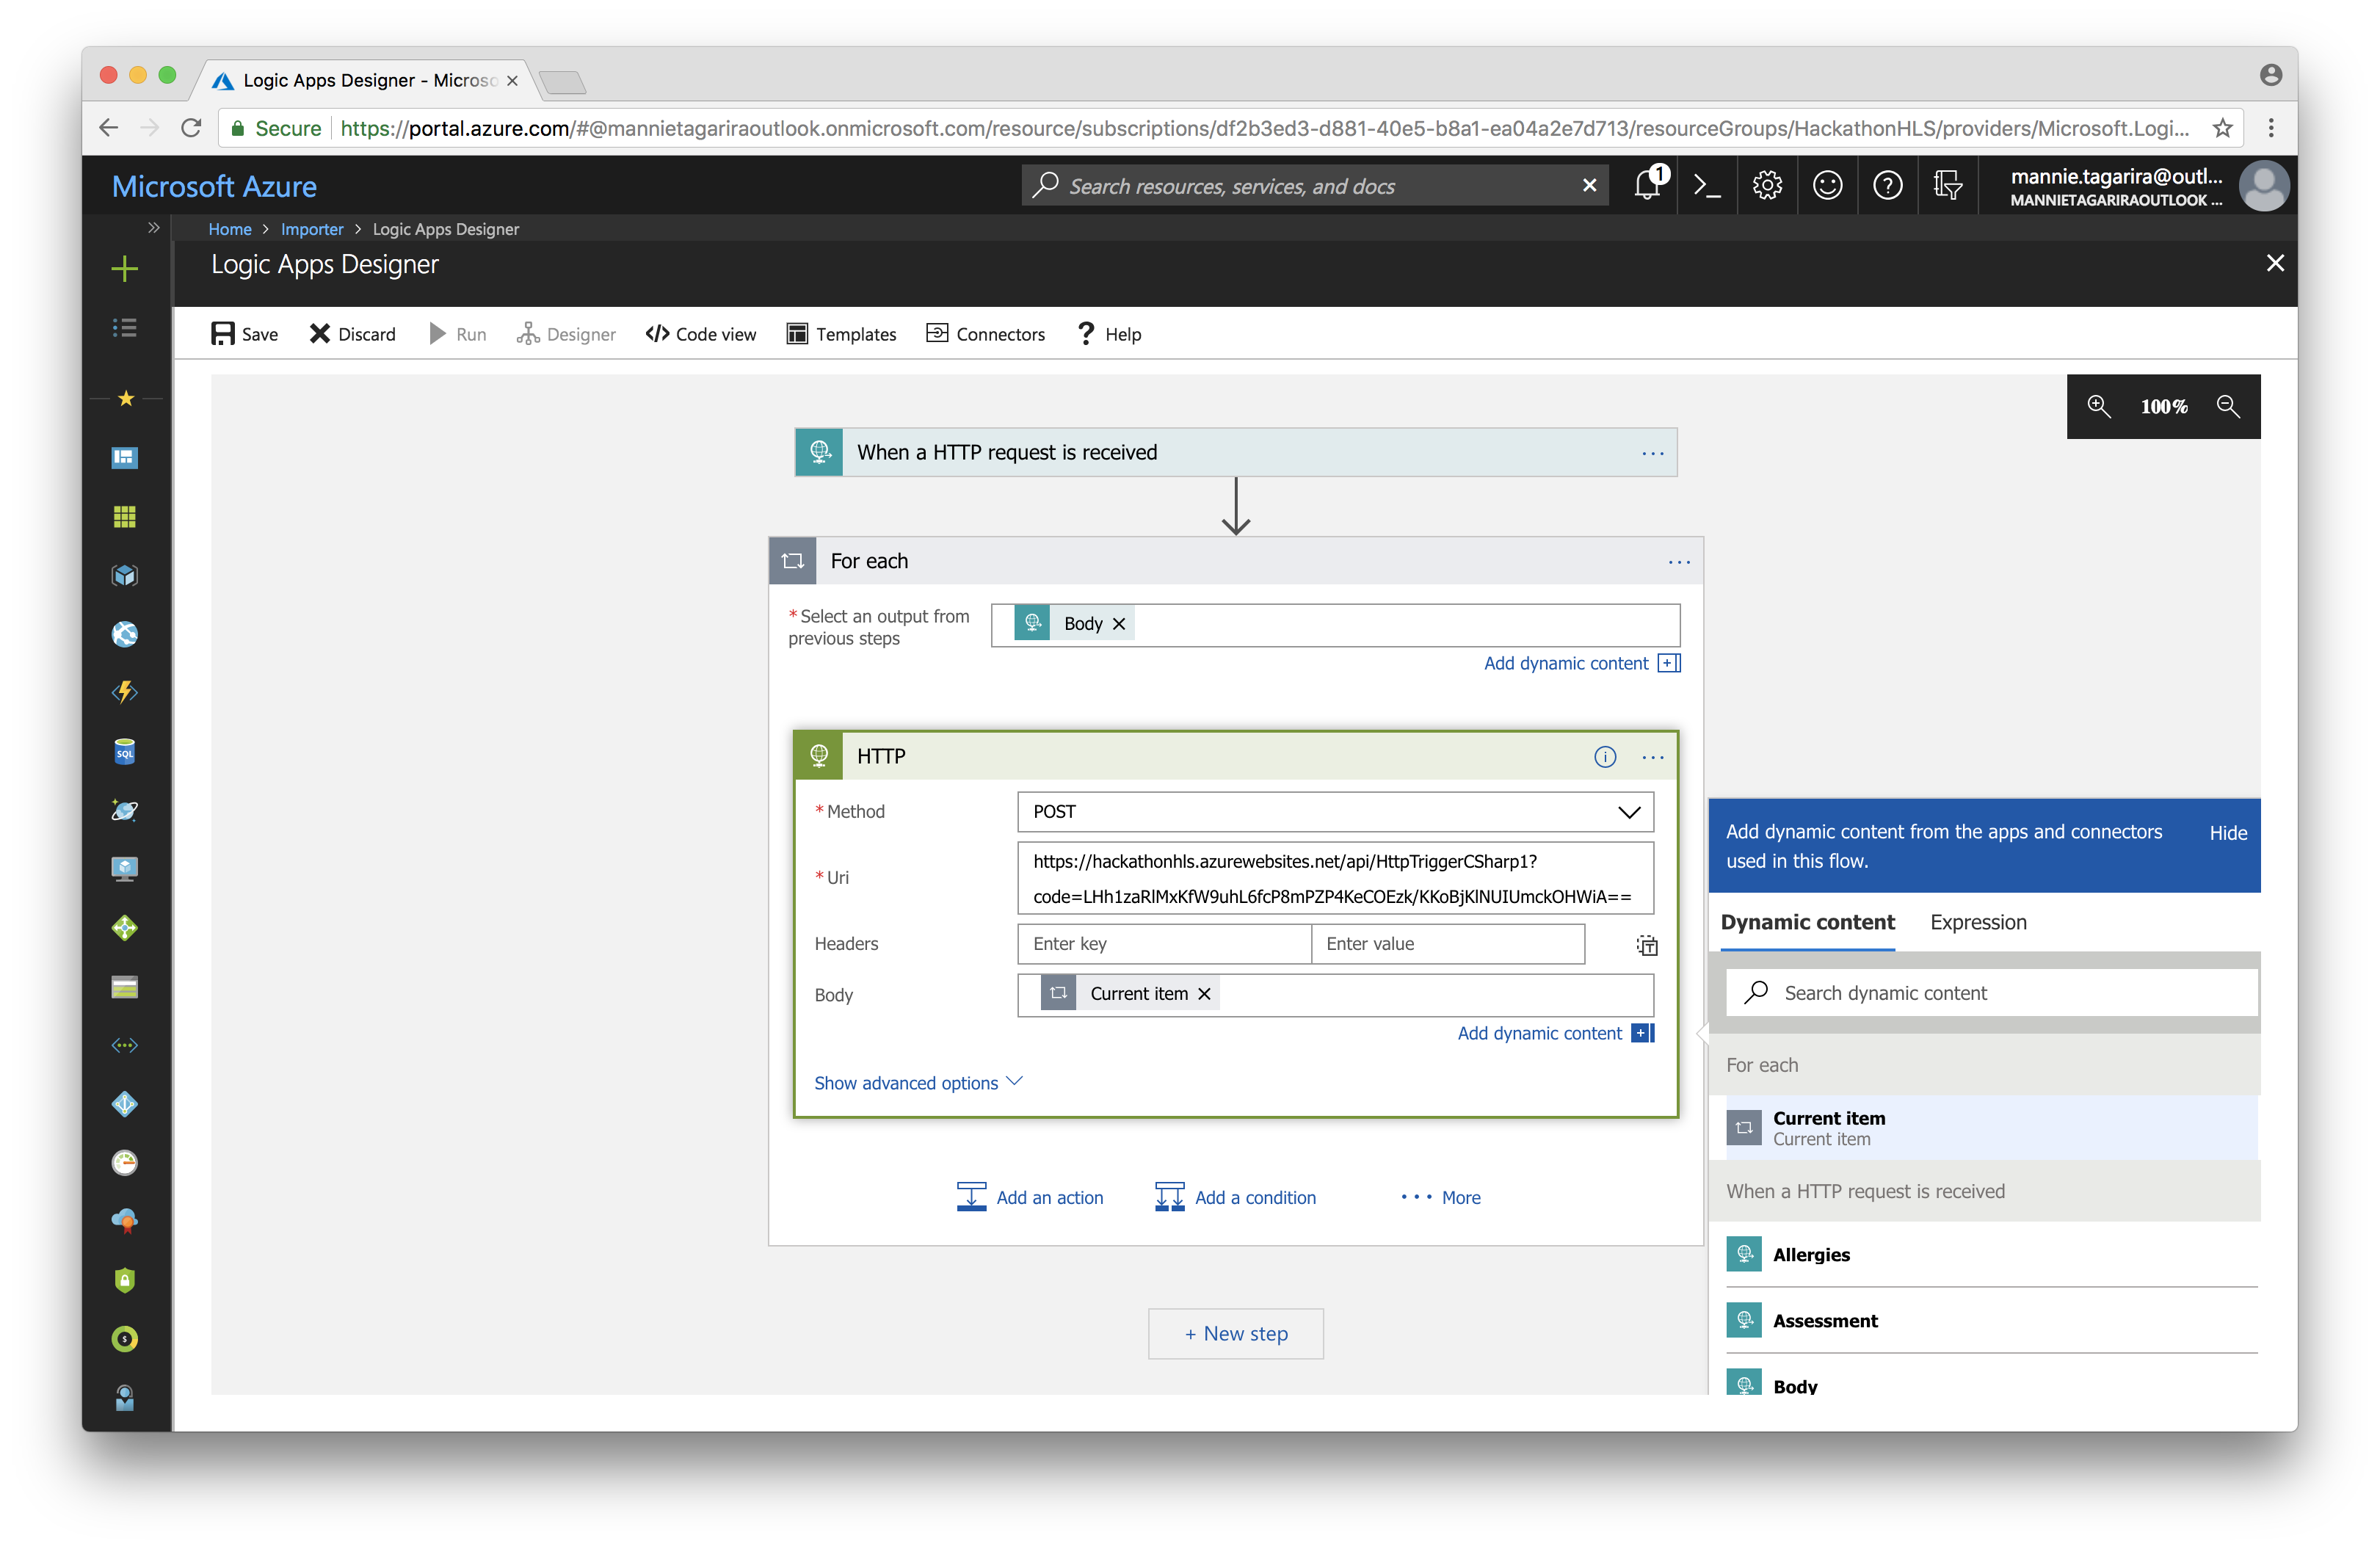 Logic Apps Designer - Microso
Secure
https://portal.azure.com/#@mannietagariraoutlook.onmicrosoft.com/resource/subscriptions/df2b3ed3-d881-40e5-b8a1-ea04a2e7d713/resourceGroups/HackathonHLS/providers/Microsoft.Logi...
Microsoft Azure
Search resources, services, and docs
1
mannie.tagarira@outl...
MANNIETAGARIRAOUTLOOK ...
Home > Importer > Logic Apps Designer
Logic Apps Designer
Save Discard Run Designer Code view Templates Connectors ? Help
100%
When a HTTP request is received
For each
*Select an output from
previous steps
Body
Add dynamic content
HTTP
*Method
POST
*Uri
https://hackathonhls.azurewebsites.net/api/HttpTriggerCSharp1?
code=LHh1zaRlMxKfW9uhL6fcP8mPZP4KeCOEzk/KKoBjKlNUIUmckOHWiA==
Headers
Enter key
Enter value
Body
Current item
Add dynamic content
Show advanced options
Add an action
Add a condition
More
+ New step
Add dynamic content from the apps and connectors
used in this flow.
Hide
Dynamic content
Expression
Search dynamic content
For each
Current item
Current item
When a HTTP request is received
Allergies
Assessment
Body
SQL